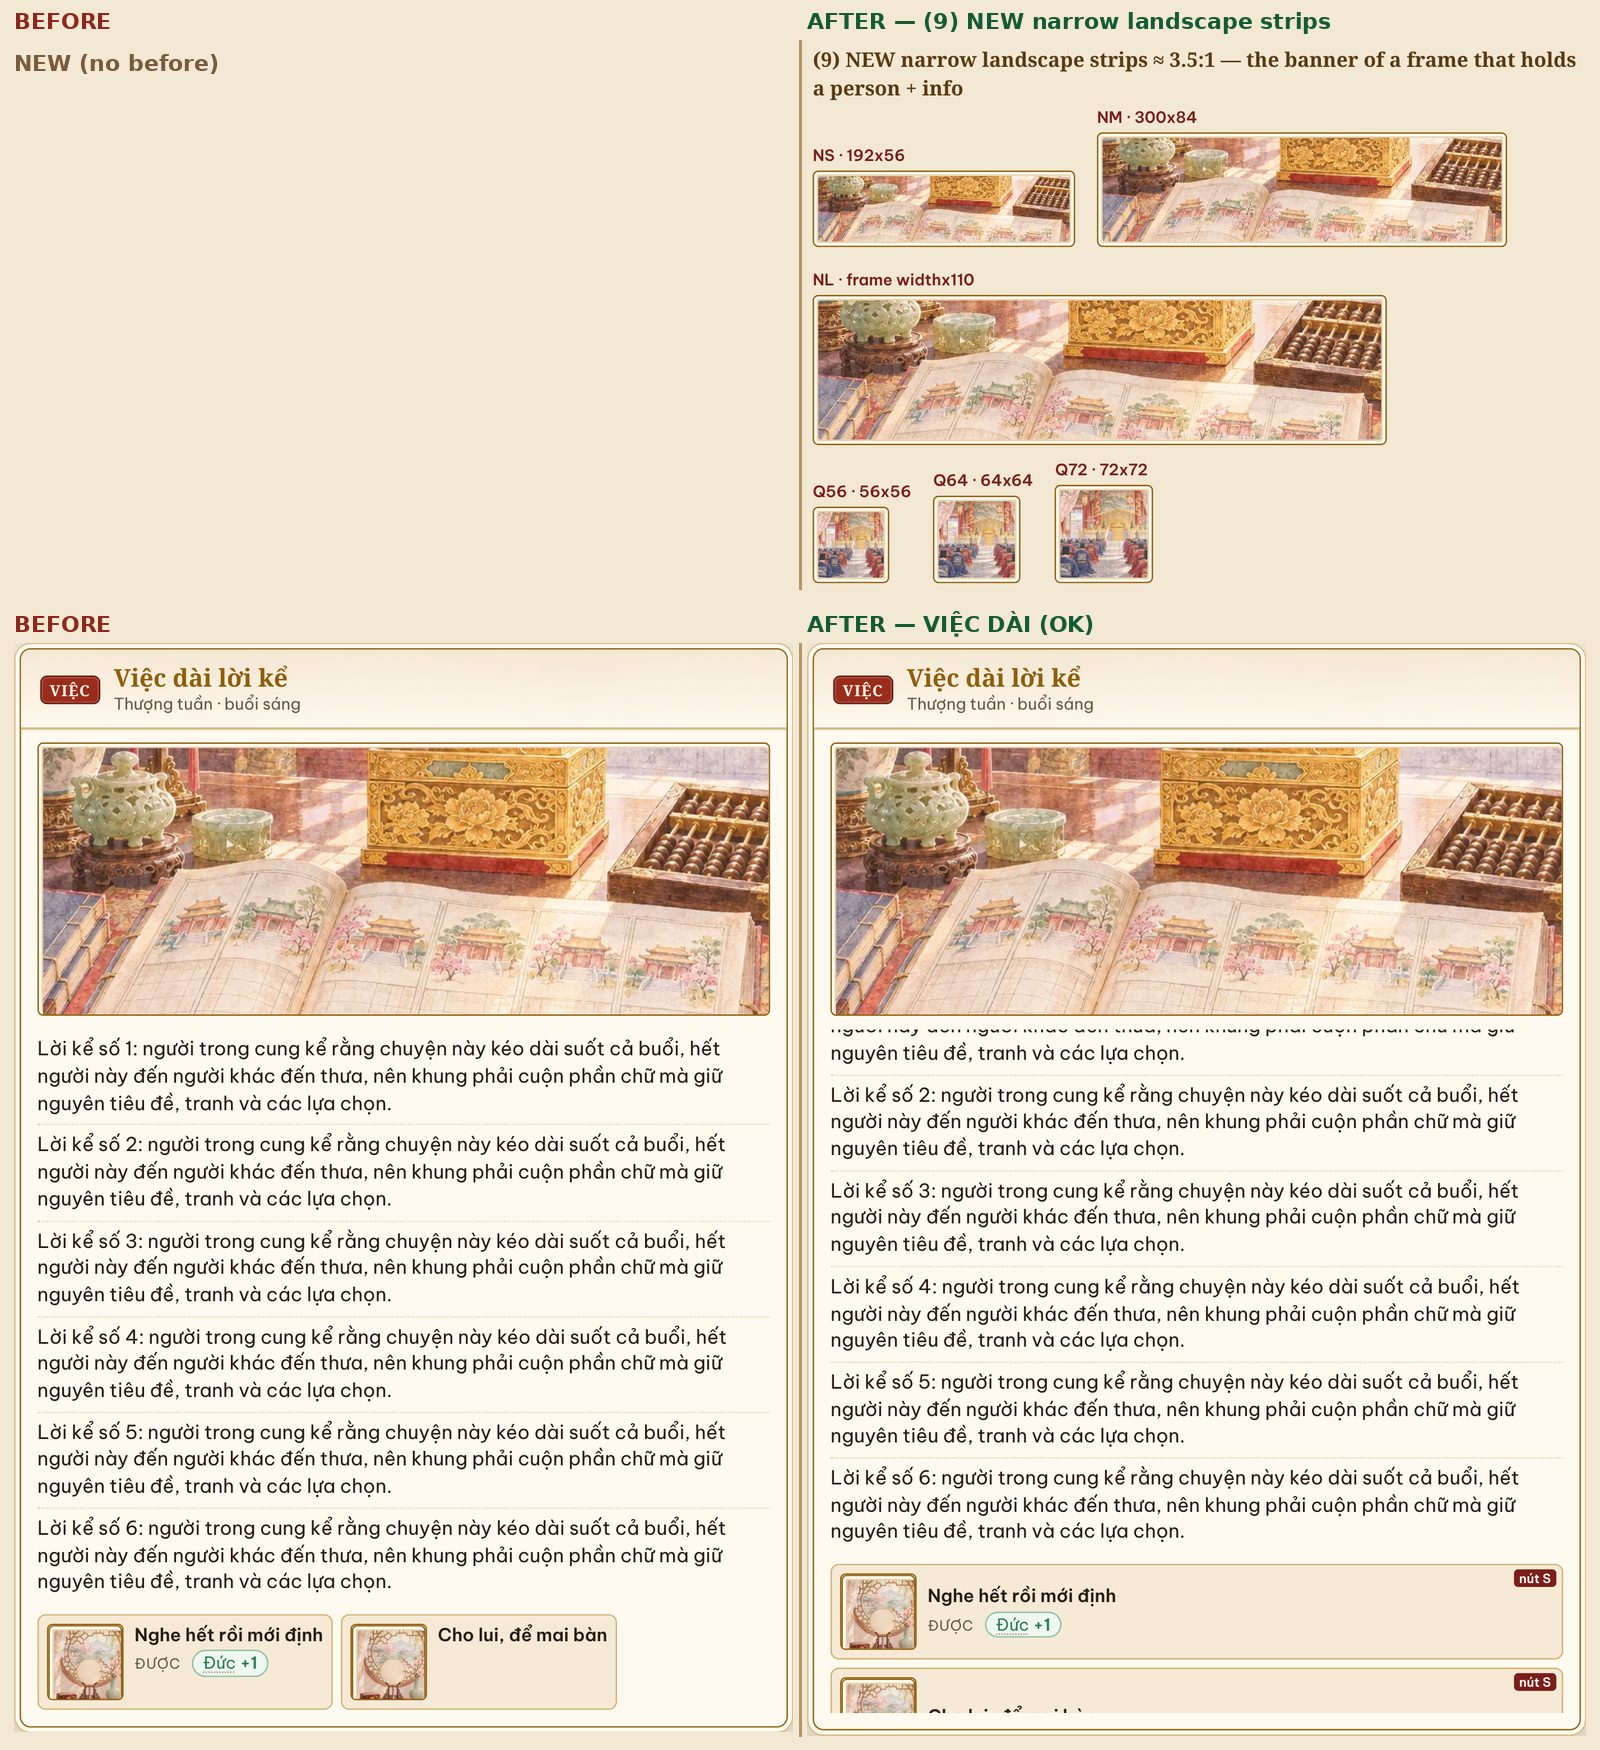 BEFORE
NEW (no before)
AFTER — (9) NEW narrow landscape strips
(9) NEW narrow landscape strips ≈ 3.5:1 — the banner of a frame that holds
a person + info
NS · 192x56
NM · 300x84
NL · frame widthx110
Q56 · 56x56
Q64 · 64x64
Q72 · 72x72
BEFORE
VIỆC
Việc dài lời kể
Thượng tuần · buổi sáng
Lời kể số 1: người trong cung kể rằng chuyện này kéo dài suốt cả buổi, hết
người này đến người khác đến thưa, nên khung phải cuộn phần chữ mà giữ
nguyên tiêu đề, tranh và các lựa chọn.
Lời kể số 2: người trong cung kể rằng chuyện này kéo dài suốt cả buổi, hết
người này đến người khác đến thưa, nên khung phải cuộn phần chữ mà giữ
nguyên tiêu đề, tranh và các lựa chọn.
Lời kể số 3: người trong cung kể rằng chuyện này kéo dài suốt cả buổi, hết
người này đến người khác đến thưa, nên khung phải cuộn phần chữ mà giữ
nguyên tiêu đề, tranh và các lựa chọn.
Lời kể số 4: người trong cung kể rằng chuyện này kéo dài suốt cả buổi, hết
người này đến người khác đến thưa, nên khung phải cuộn phần chữ mà giữ
nguyên tiêu đề, tranh và các lựa chọn.
Lời kể số 5: người trong cung kể rằng chuyện này kéo dài suốt cả buổi, hết
người này đến người khác đến thưa, nên khung phải cuộn phần chữ mà giữ
nguyên tiêu đề, tranh và các lựa chọn.
Lời kể số 6: người trong cung kể rằng chuyện này kéo dài suốt cả buổi, hết
người này đến người khác đến thưa, nên khung phải cuộn phần chữ mà giữ
nguyên tiêu đề, tranh và các lựa chọn.
Nghe hết rồi mới định
ĐƯỢC Đức +1
Cho lui, để mai bàn
AFTER — VIỆC DÀI (OK)
VIỆC
Việc dài lời kể
Thượng tuần · buổi sáng
nguyên tiêu đề, tranh và các lựa chọn.
Lời kể số 2: người trong cung kể rằng chuyện này kéo dài suốt cả buổi, hết
người này đến người khác đến thưa, nên khung phải cuộn phần chữ mà giữ
nguyên tiêu đề, tranh và các lựa chọn.
Lời kể số 3: người trong cung kể rằng chuyện này kéo dài suốt cả buổi, hết
người này đến người khác đến thưa, nên khung phải cuộn phần chữ mà giữ
nguyên tiêu đề, tranh và các lựa chọn.
Lời kể số 4: người trong cung kể rằng chuyện này kéo dài suốt cả buổi, hết
người này đến người khác đến thưa, nên khung phải cuộn phần chữ mà giữ
nguyên tiêu đề, tranh và các lựa chọn.
Lời kể số 5: người trong cung kể rằng chuyện này kéo dài suốt cả buổi, hết
người này đến người khác đến thưa, nên khung phải cuộn phần chữ mà giữ
nguyên tiêu đề, tranh và các lựa chọn.
Lời kể số 6: người trong cung kể rằng chuyện này kéo dài suốt cả buổi, hết
người này đến người khác đến thưa, nên khung phải cuộn phần chữ mà giữ
nguyên tiêu đề, tranh và các lựa chọn.
nút S
Nghe hết rồi mới định
ĐƯỢC Đức +1
nút S